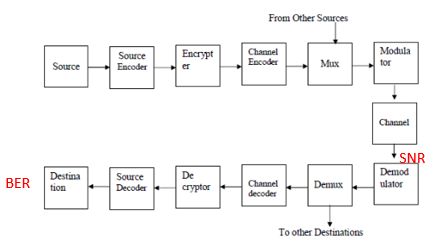 From Other Sources
Source
Source
Encoder
Encrypt
er
Channel
Encoder
Mux
Modula
tor
Channel
SNR
BER
Destina
tion
Source
Decoder
De
cryptor
Channel
decoder
Demux
Demod
ulator
To other Destinations